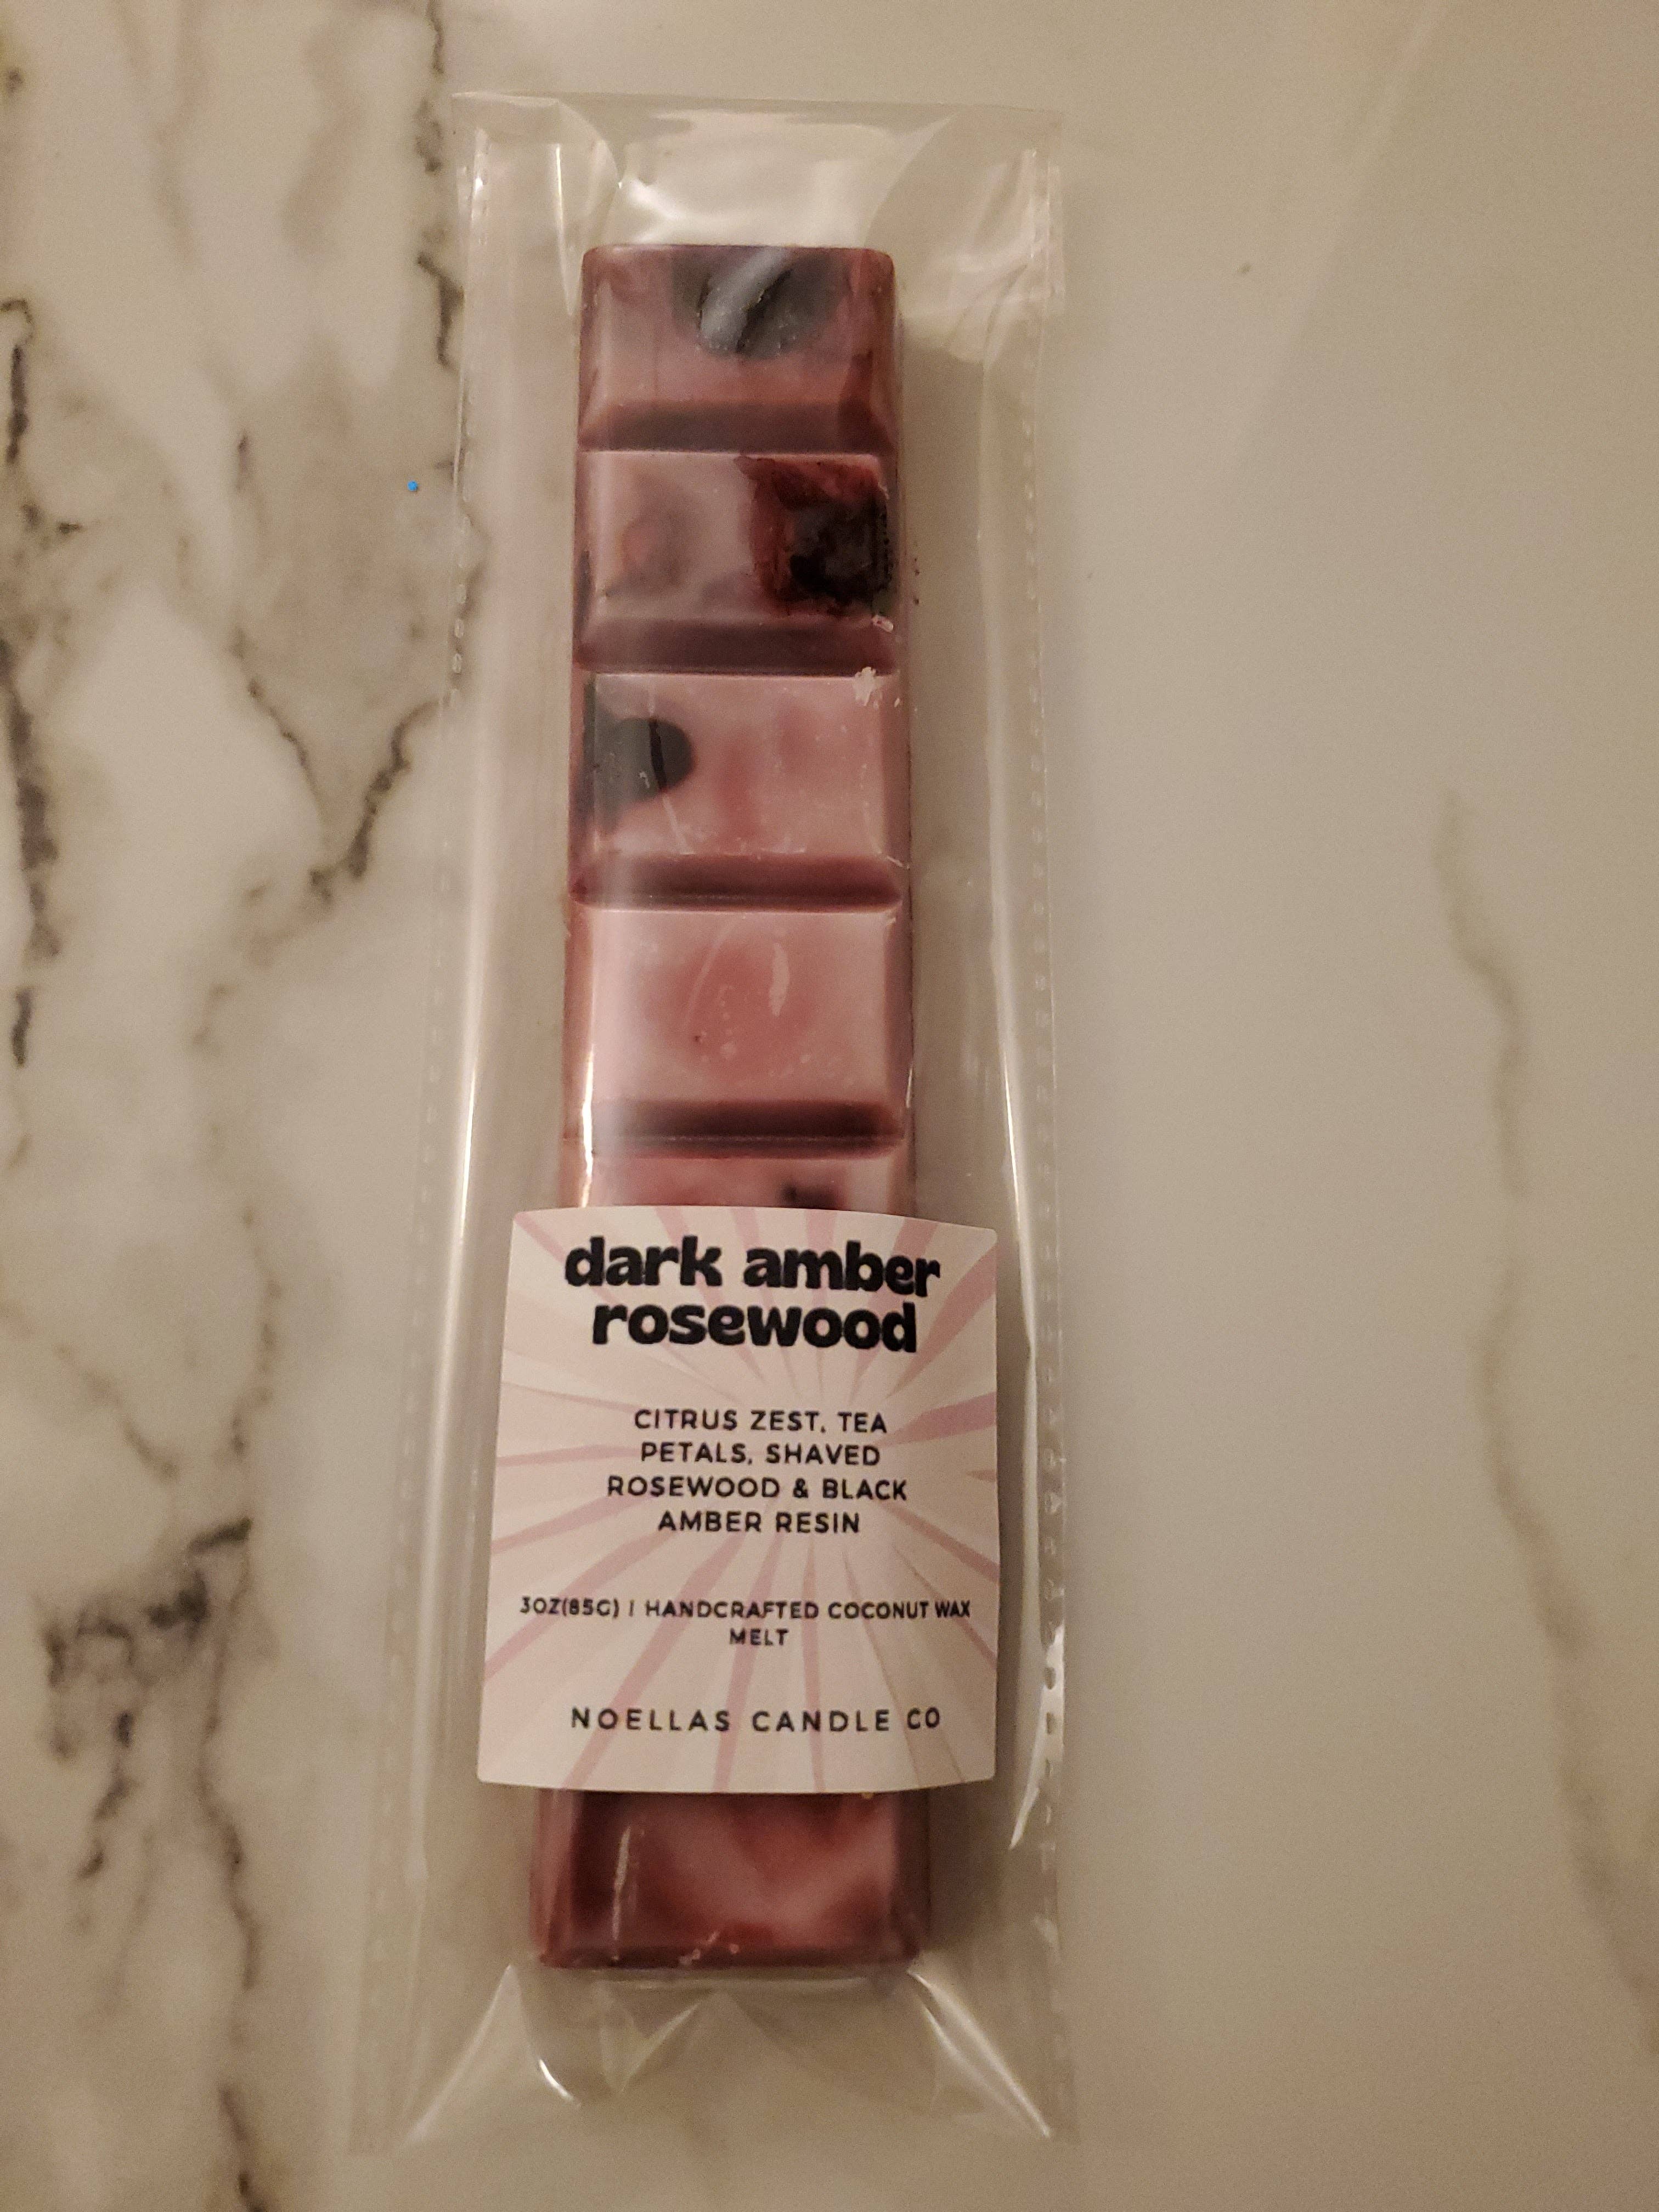 dark amber
rosewood
CITRUS ZEST, TEA
PETALS, SHAVED
ROSEWOOD & BLACK
AMBER RESIN
3OZ(85G) | HANDCRAFTED COCONUT WAX
MELT
NOELLAS CANDLE CO